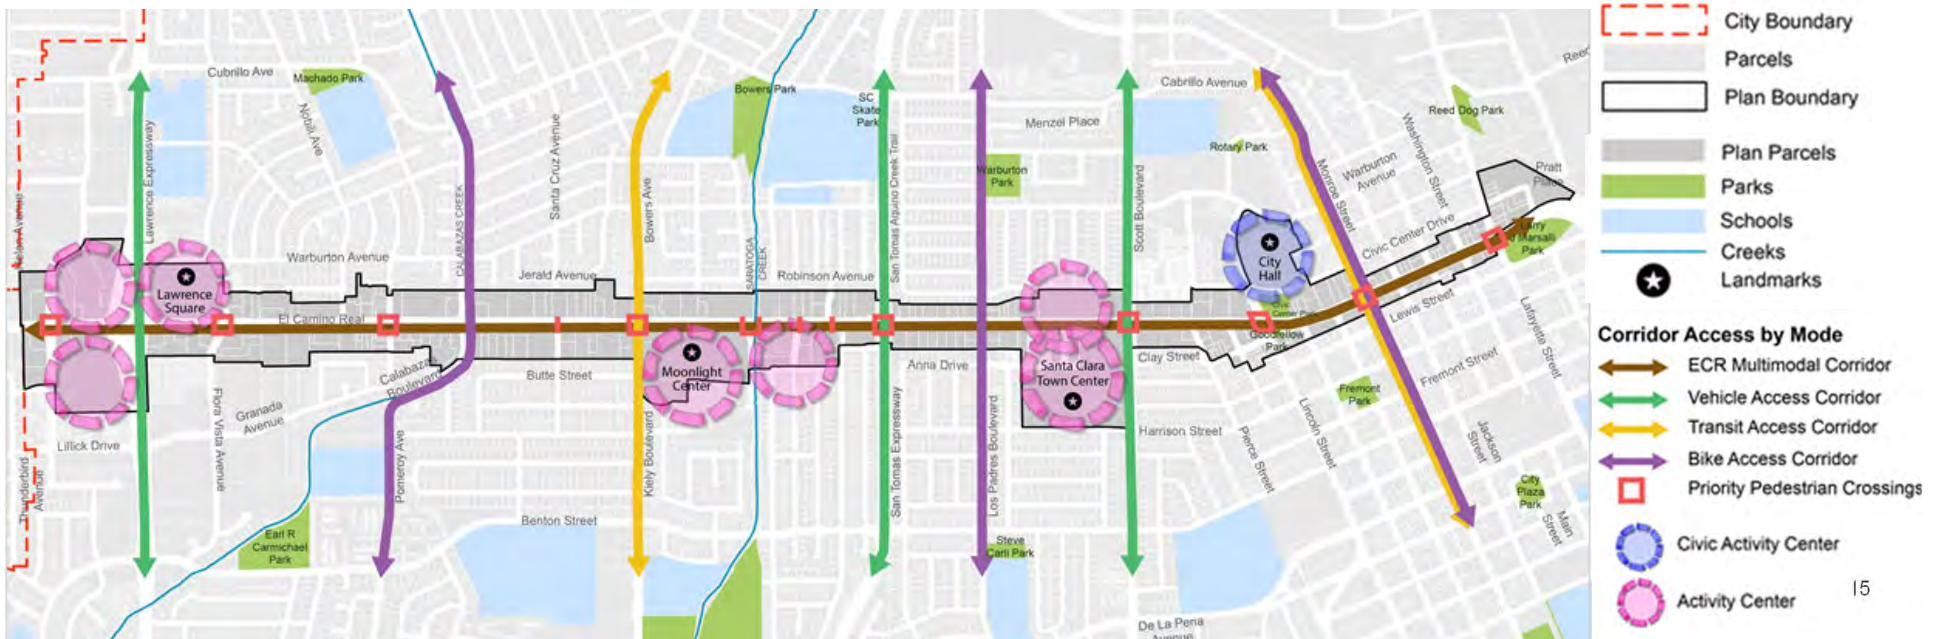 Cubrillo Ave
Machado Park
Nobili Ave
Lawrence Expressway
Santa Cruz Avenue
CALABAZAS CREEK
Bowers Ave
Bowers Park
SC
Skate
Park
San Tomas Aquino Creek Trail
SARATOGA
CREEK
Menzel Place
Warburton
Park
Cabrillo Avenue
Rotary Park
Scott Boulevard
Monroe Street
Warburton
Avenue
Washington Street
Reed Dog Park
Reed
Pratt
Place
Civic Center Drive
Larry
J Marsalli
Park
City
Hall
Civic
Center Park
Goodfellow
Park
Lewis Street
Lafayette Street
Warburton Avenue
Jerald Avenue
Robinson Avenue
Lawrence
Square
El Camino Real
Moonlight
Center
Santa Clara
Town Center
Anna Drive
Clay Street
Calabazas
Boulevard
Butte Street
Flora Vista Avenue
Granada
Avenue
Lillick Drive
Thunderbird
Avenue
Pomeroy Ave
Kiely Boulevard
San Tomas Expressway
Los Padres Boulevard
Harrison Street
Pierce Street
Lincoln Street
Fremont
Park
Fremont Street
Jackson
Street
City
Plaza
Park
Main
Street
Benton Street
Earl R
Carmichael
Park
Steve
Carli Park
De La Pena
Avenue
City Boundary
Parcels
Plan Boundary
Plan Parcels
Parks
Schools
Creeks
Landmarks
Corridor Access by Mode
ECR Multimodal Corridor
Vehicle Access Corridor
Transit Access Corridor
Bike Access Corridor
Priority Pedestrian Crossings
Civic Activity Center
Activity Center
15